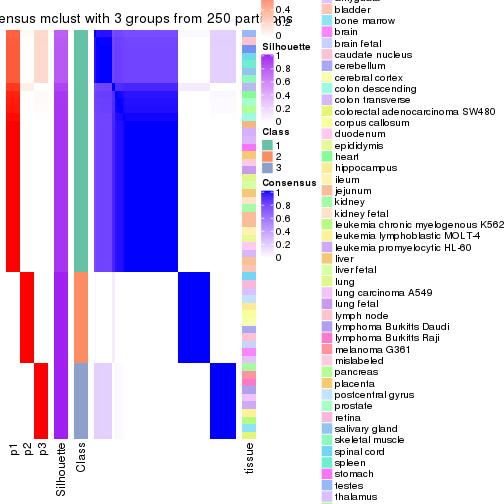 ensus mclust with 3 groups from 250 partitions
0.4
0.2
0
Silhouette
1
0.8
0.6
0.4
0.2
0
Class
1
2
3
Consensus
1
0.8
0.6
0.4
0.2
0
bladder
bone marrow
brain
brain fetal
caudate nucleus
cerebellum
cerebral cortex
colon descending
colon transverse
colorectal adenocarcinoma SW480
corpus callosum
duodenum
epididymis
heart
hippocampus
ileum
jejunum
kidney
kidney fetal
leukemia chronic myelogenous K562
leukemia lymphoblastic MOLT-4
leukemia promyelocytic HL-60
liver
liver fetal
lung
lung carcinoma A549
lung fetal
lymph node
lymphoma Burkitts Daudi
lymphoma Burkitts Raji
melanoma G361
mislabeled
pancreas
placenta
postcentral gyrus
prostate
retina
salivary gland
skeletal muscle
spinal cord
spleen
stomach
testes
thalamus
p1
p2
p3
Silhouette
Class
tissue